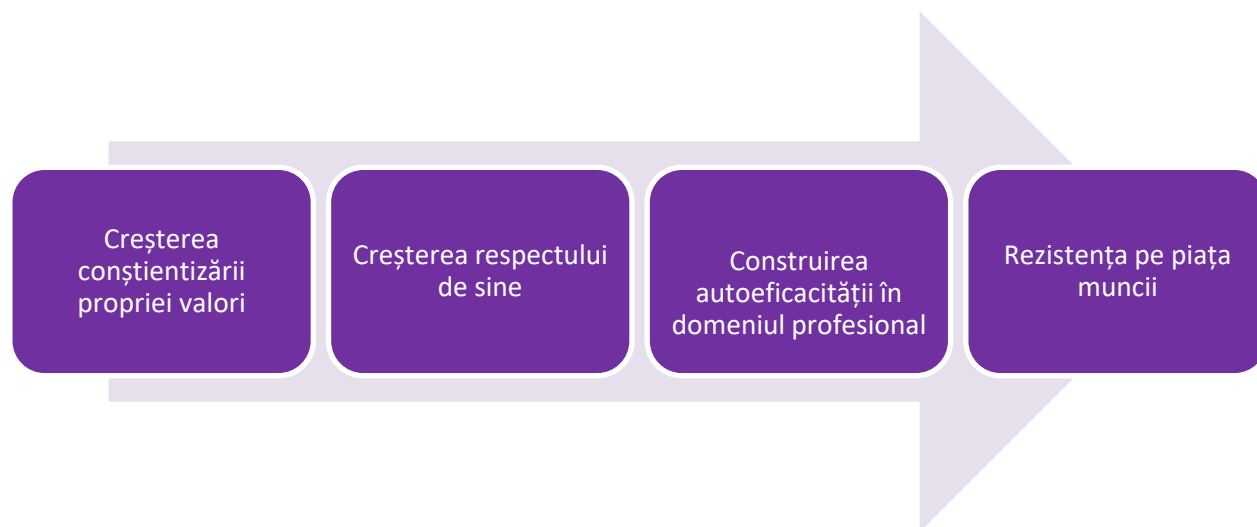 Creșterea
conștientizării
propriei valori
Creșterea respectului
de sine
Construirea
autoeficacității în
domeniul profesional
Rezistența pe piața
muncii